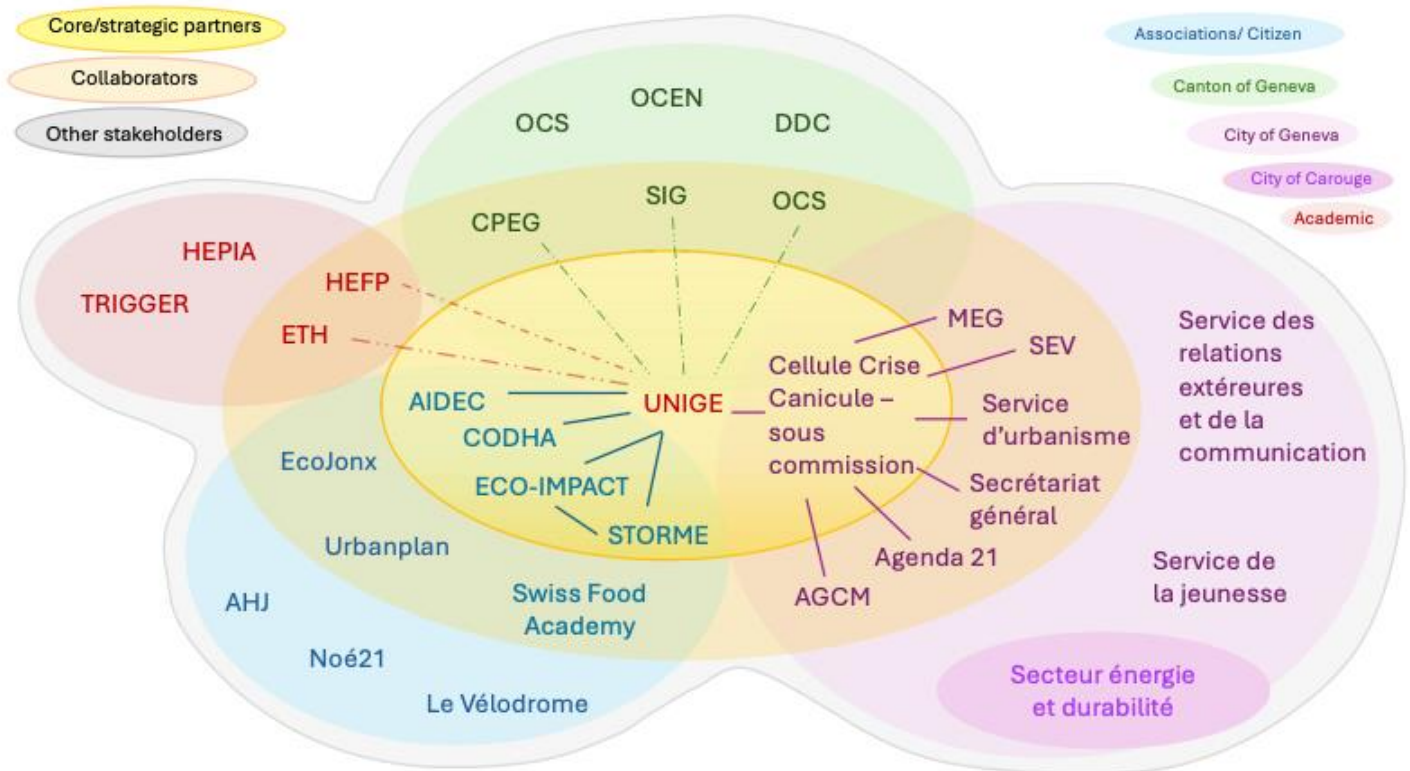 Core/strategic partners
Collaborators
Other stakeholders
Associations/ Citizen
Canton of Geneva
City of Geneva
City of Carouge
Academic
OCEN
OCS
DDC
SIG
OCS
CPEG
HEPIA
HEFP
TRIGGER
ETH
MEG
SEV
Service des
relations
extéreures
et de la
communication
Cellule Crise
Canicule –
sous
commission
UNIGE
AIDEC
CODHA
Service
d'urbanisme
EcoJonx
ECO-IMPACT
Secrétariat
général
STORME
Urbanplan
Agenda 21
AGCM
Service de
la jeunesse
Swiss Food
Academy
AHJ
Noé21
Le Vélodrome
Secteur énergie
et durabilité